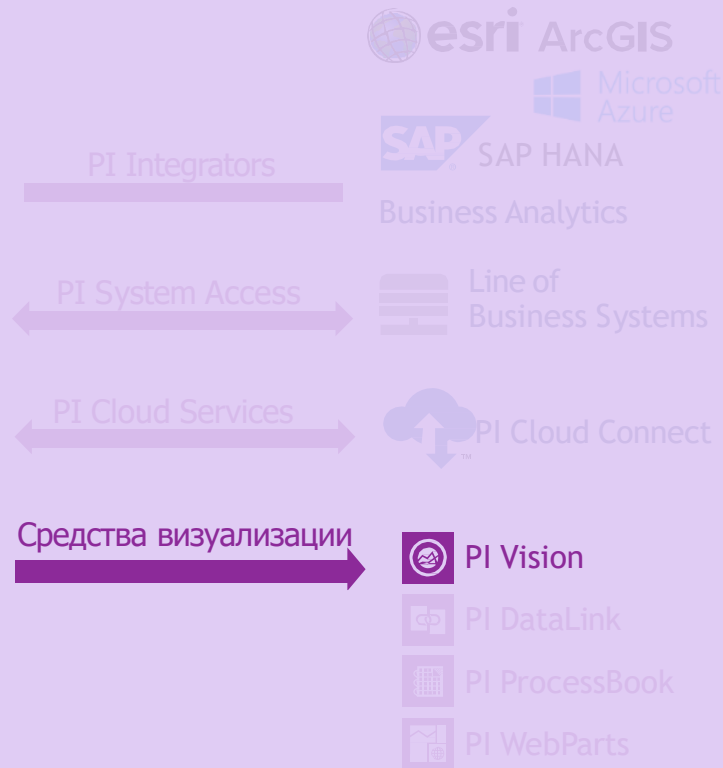 esri ArcGIS
Microsoft
Azure
SAP
SAP HANA
PI Integrators
Business Analytics
PI System Access
Line of
Business Systems
PI Cloud Services
PI Cloud Connect
TM
Средства визуализации
PI Vision
PI DataLink
PI ProcessBook
PI WebParts